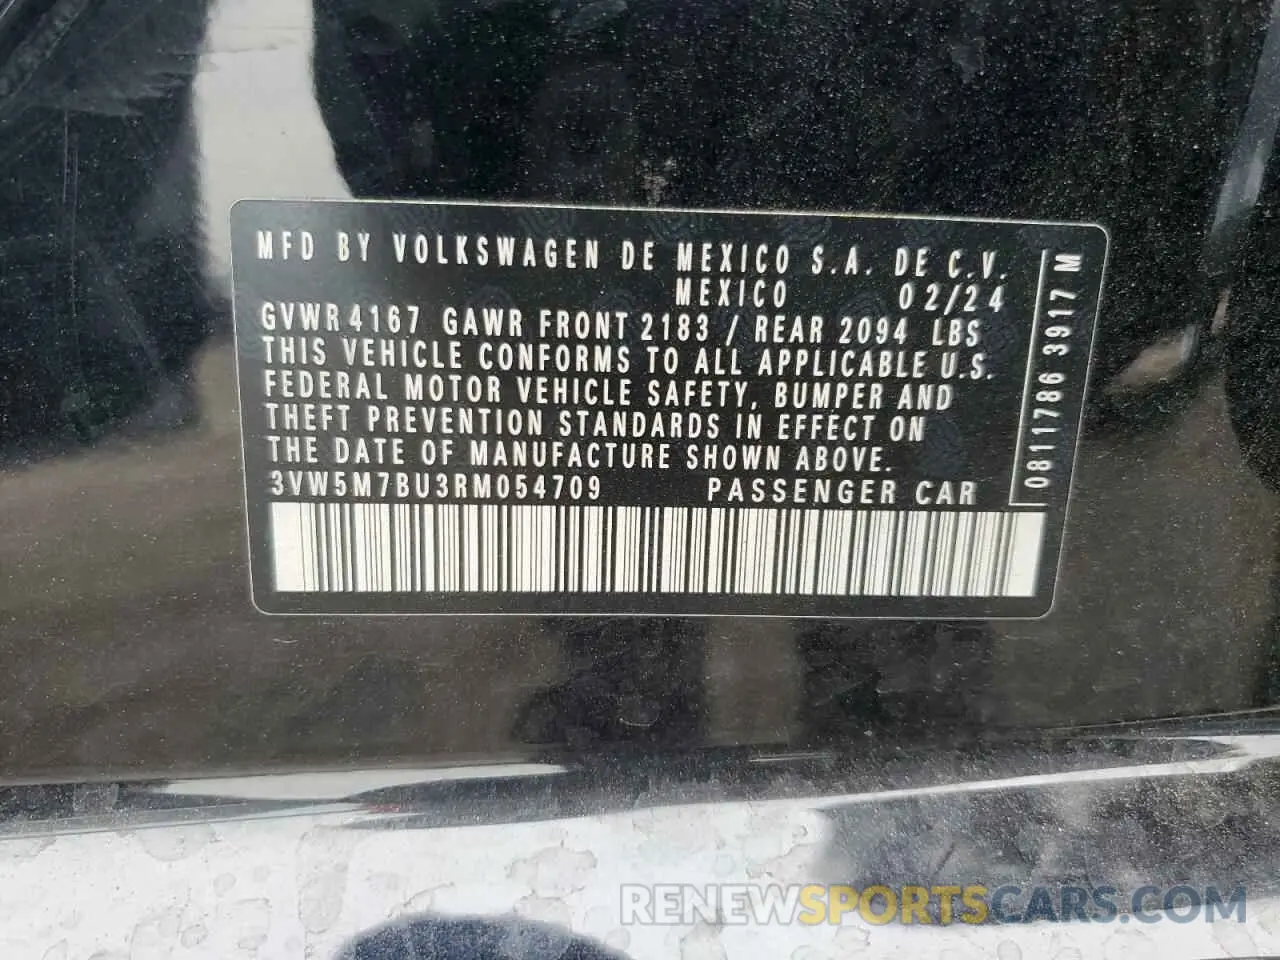 MFD BY VOLKSWAGEN DE MEXICO S.A. DE C.V.
MEXICO 02/24
GVWR 4167 GAWR FRONT 2183 / REAR 2094 LBS
THIS VEHICLE CONFORMS TO ALL APPLICABLE U.S.
FEDERAL MOTOR VEHICLE SAFETY, BUMPER AND
THEFT PREVENTION STANDARDS IN EFFECT ON
THE DATE OF MANUFACTURE SHOWN ABOVE.
3VW5M7BU3RM054709 PASSENGER CAR
0811786 3917 M
RENEWSPORTSCARS.COM